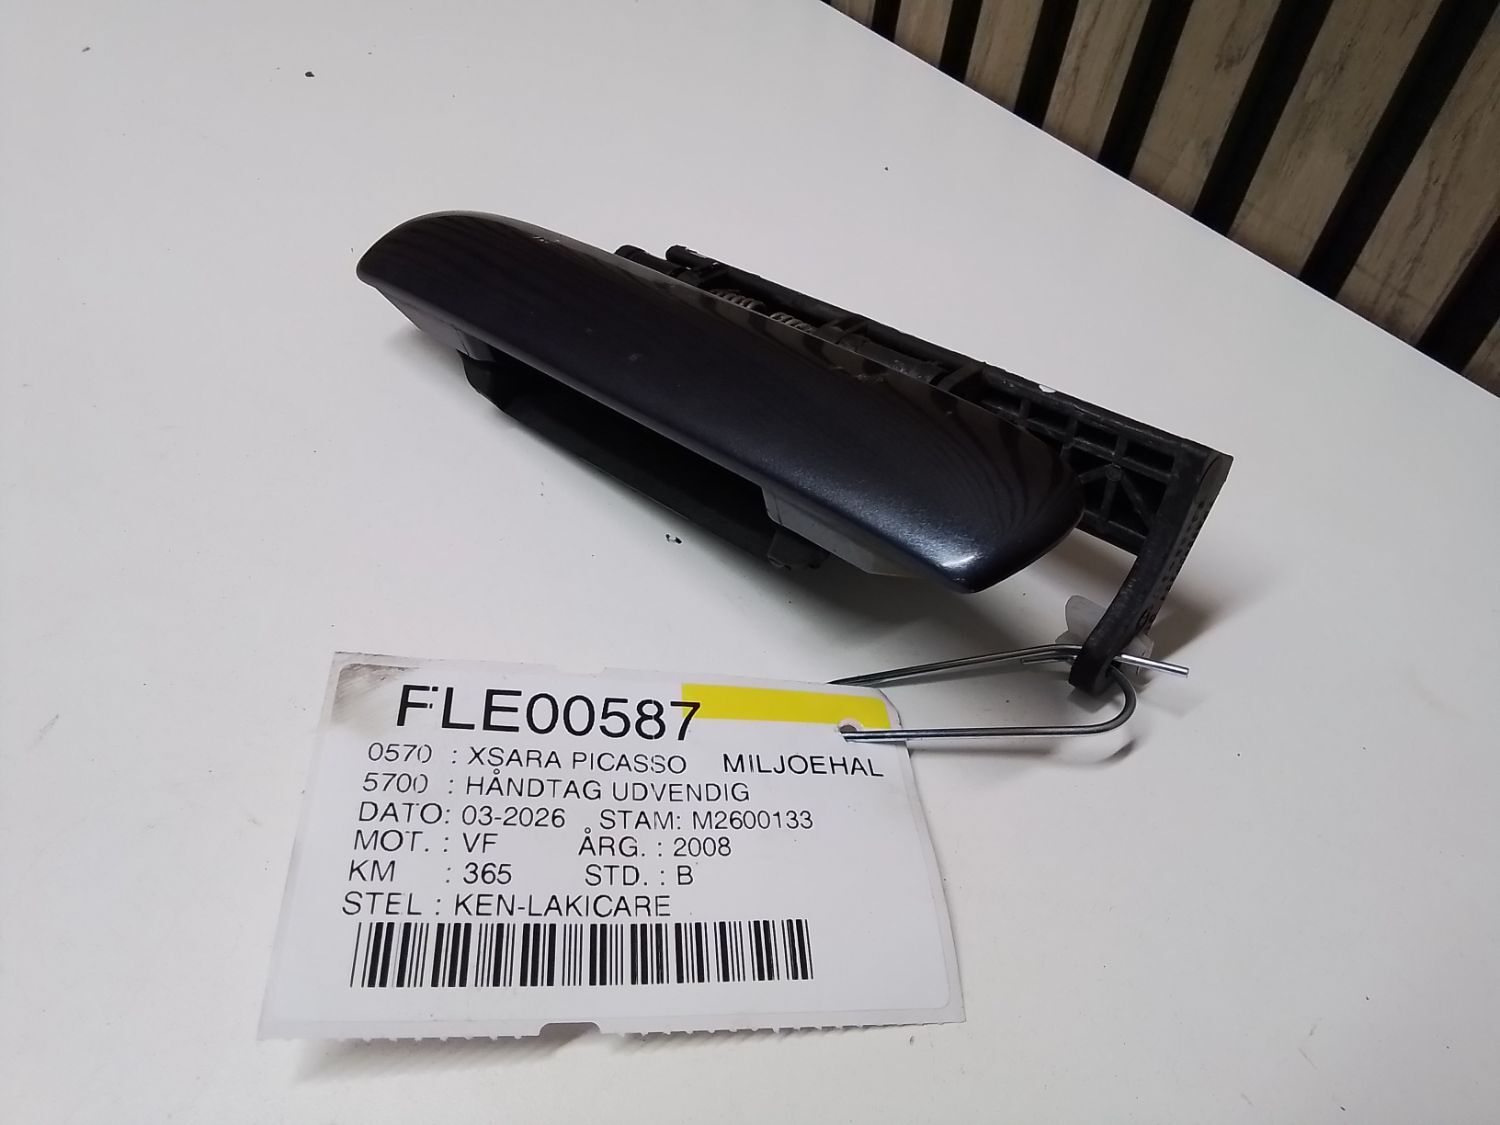 FLE00587
0570 : XSARA PICASSO MILJOEHAL
5700 : HÅNDTAG UDVENDIG
DATO: 03-2026 STAM: M2600133
MOT. : VF ÅRG. : 2008
KM : 365 STD. : B
STEL : KEN-LAKICARE